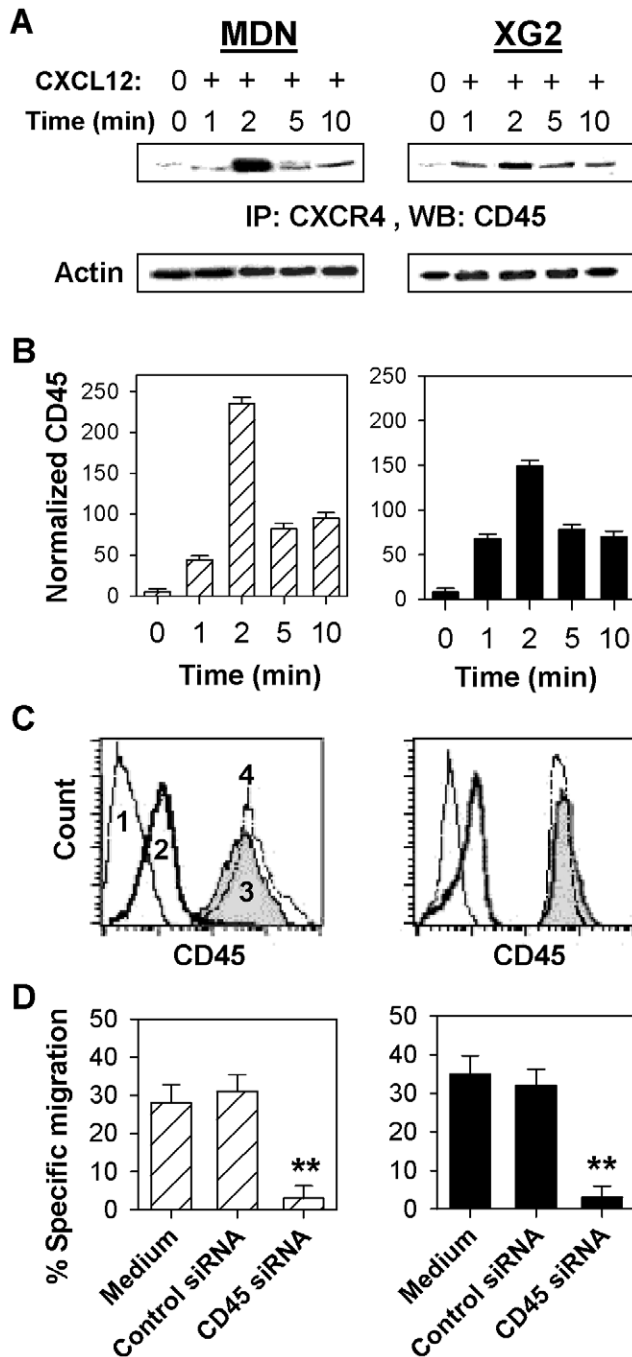 A
MDN XG2
CXCL12: 0 + + + + 0 + + + +
Time (min) 0 1 2 5 10 0 1 2 5 10
IP: CXCR4 , WB: CD45
Actin
B
Normalized CD45
250
200
150
100
50
0
0 1 2 5 10
Time (min)
250
200
150
100
50
0
0 1 2 5 10
Time (min)
C
Count
1
2
3
4
CD45
CD45
D
% Specific migration
50
40
30
20
10
0
**
Medium
Control siRNA
CD45 siRNA
50
40
30
20
10
0
**
Medium
Control siRNA
CD45 siRNA